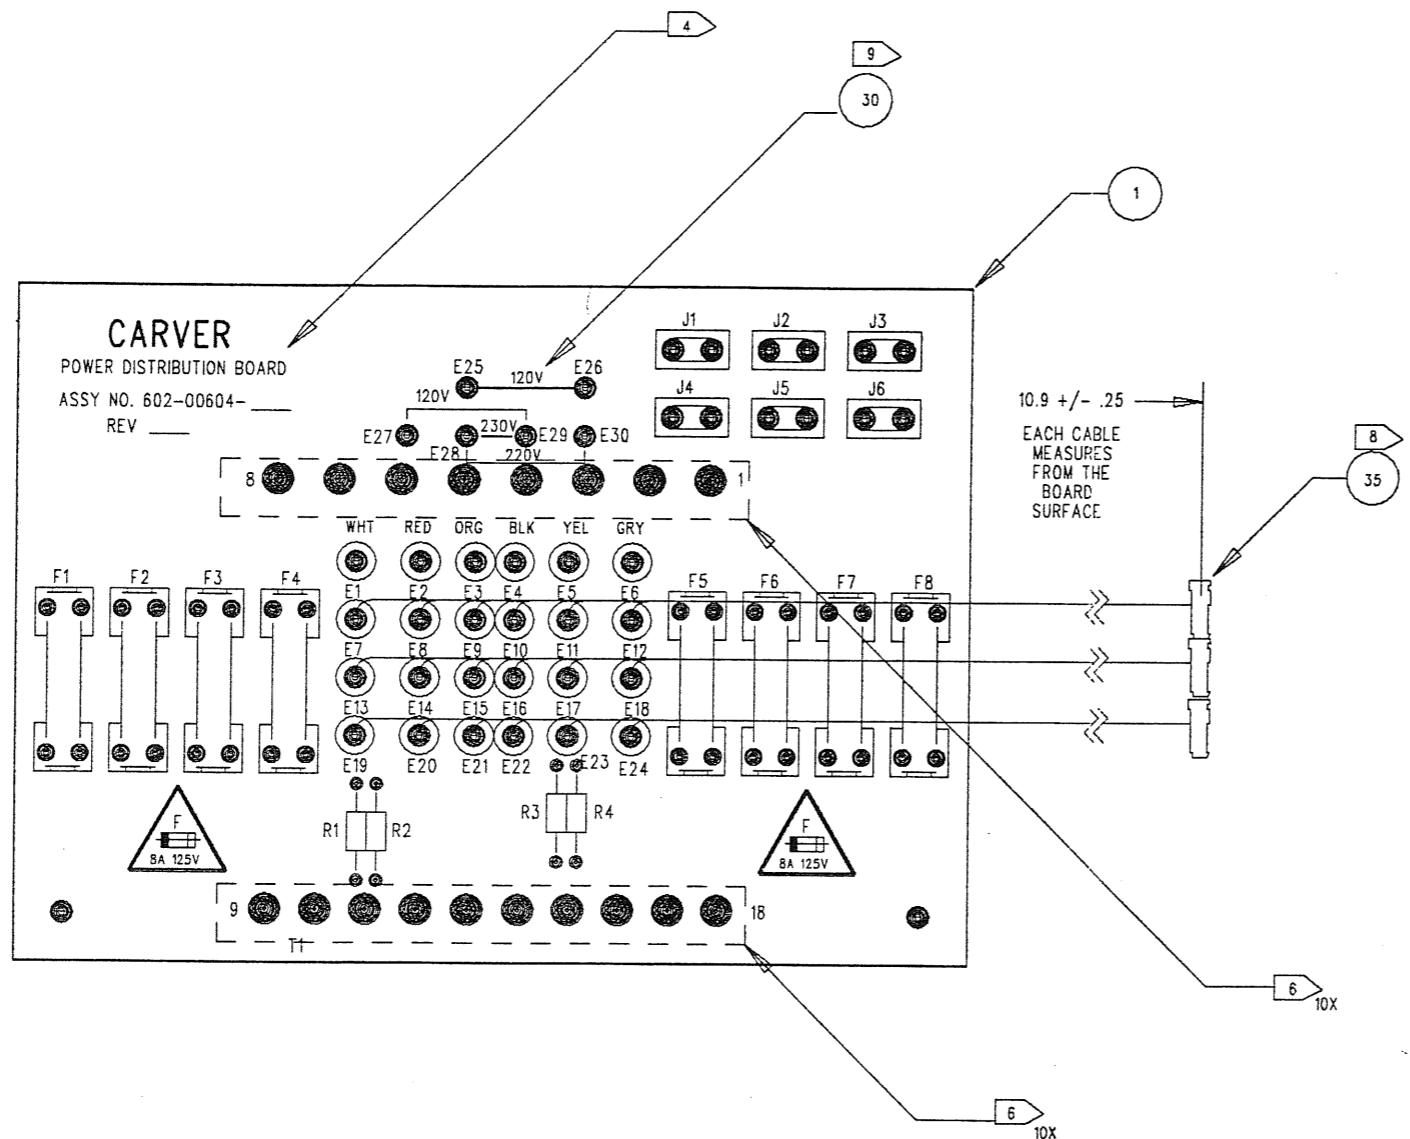 4
9
30
1
CARVER
POWER DISTRIBUTION BOARD
ASSY NO. 602-00604-____
REV ____
J1 J2 J3
J4 J5 J6
E25 120V E26
120V
E27 230V E29 E30
E28 220V
8 1
10.9 +/- .25
EACH CABLE
MEASURES
FROM THE
BOARD
SURFACE
8
35
WHT RED ORG BLK YEL GRY
F1 F2 F3 F4 F5 F6 F7 F8
E1 E2 E3 E4 E5 E6
E7 E8 E9 E10 E11 E12
E13 E14 E15 E16 E17 E18
E19 E20 E21 E22 E23 E24
R1 R2 R3 R4
F
8A 125V
F
8A 125V
9 18
T1
6
10X
6
10X